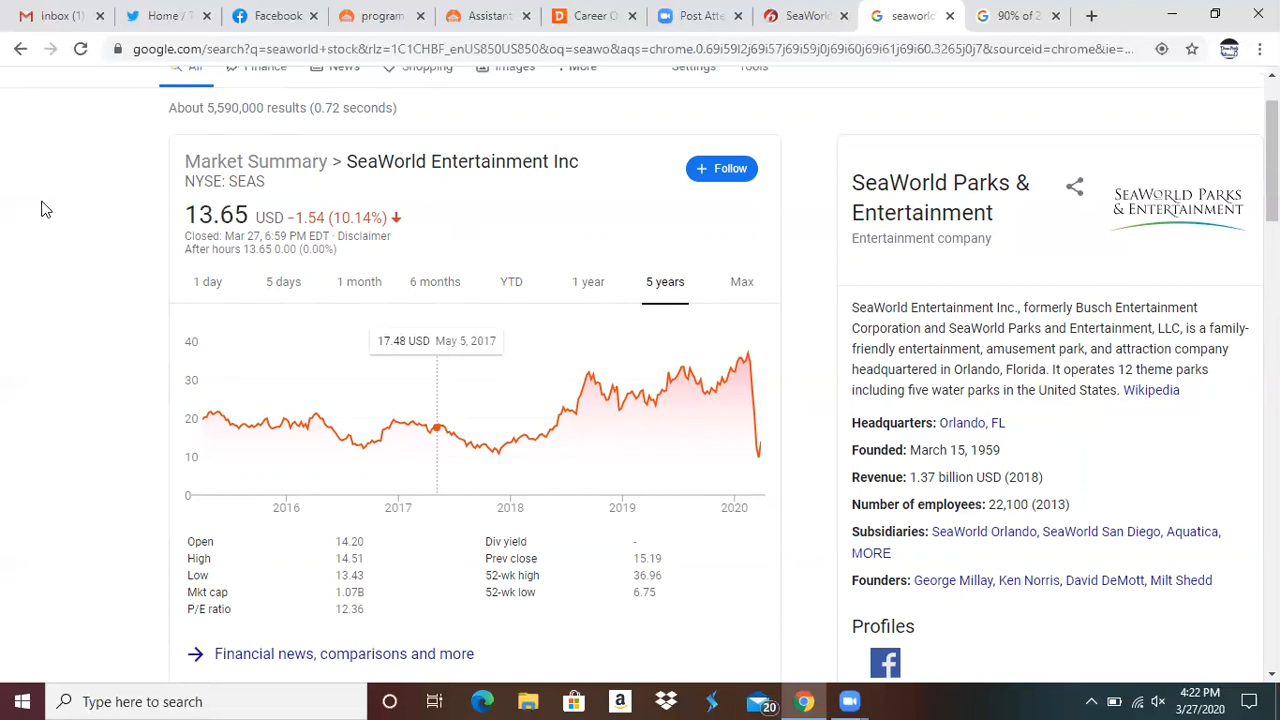 inbox (1)
Home / T
Facebook
program
Assistant
Career O
Post Atte
SeaWorl
seaworld
90% of 2
google.com/search?q=seaworld+stock&rlz=1C1CHBF_enUS850US850&oq=seawo&aqs=chrome.0.69i59l2j69i57j69i59j0j69i60j69i61j69i60.3265j0j7&sourceid=chrome&ie=...
All
Finance
News
Shopping
Images
More
Settings
Tools
About 5,590,000 results (0.72 seconds)
Market Summary > SeaWorld Entertainment Inc
NYSE: SEAS
+ Follow
13.65 USD −1.54 (10.14%)
Closed: Mar 27, 6:59 PM EDT · Disclaimer
After hours 13.65 0.00 (0.00%)
1 day 5 days 1 month 6 months YTD 1 year 5 years Max
17.48 USD May 5, 2017
40
30
20
10
0
2016 2017 2018 2019 2020
Open 14.20
High 14.51
Low 13.43
Mkt cap 1.07B
P/E ratio 12.36
Div yield -
Prev close 15.19
52-wk high 36.96
52-wk low 6.75
Financial news, comparisons and more
SeaWorld Parks &
Entertainment
Entertainment company
SEAWORLD PARKS
& ENTERTAINMENT
SeaWorld Entertainment Inc., formerly Busch Entertainment
Corporation and SeaWorld Parks and Entertainment, LLC, is a family-
friendly entertainment, amusement park, and attraction company
headquartered in Orlando, Florida. It operates 12 theme parks
including five water parks in the United States. Wikipedia
Headquarters: Orlando, FL
Founded: March 15, 1959
Revenue: 1.37 billion USD (2018)
Number of employees: 22,100 (2013)
Subsidiaries: SeaWorld Orlando, SeaWorld San Diego, Aquatica,
MORE
Founders: George Millay, Ken Norris, David DeMott, Milt Shedd
Profiles
Type here to search
20
4:22 PM
3/27/2020